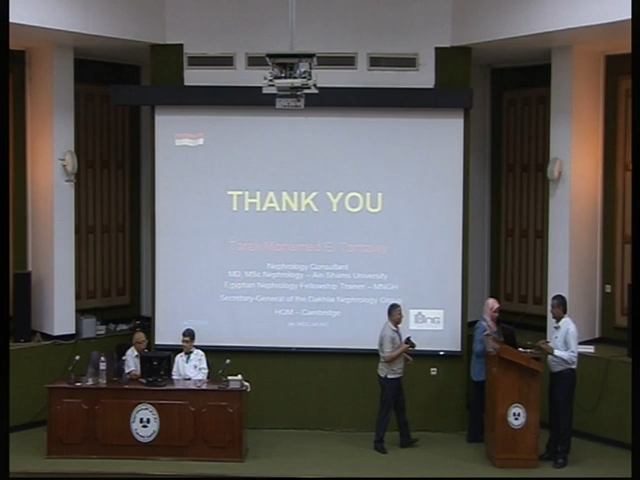 THANK YOU
Tarek Mohamed El Tantawy
Nephrology Consultant
MD, MSc Nephrology – Ain Shams University
Egyptian Nephrology Fellowship Trainer – MNGH
Secretary-General of the Dakhlia Nephrology Group
HQM – Cambridge